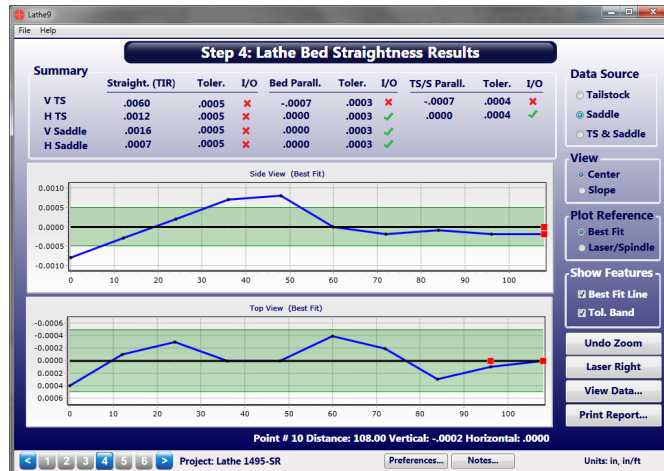 Lathe9
File Help
Step 4: Lathe Bed Straightness Results
Summary
Straight. (TIR) Toler. I/O Bed Parall. Toler. I/O TS/S Parall. Toler. I/O
V TS .0060 .0005 -.0007 .0003 -.0007 .0004
H TS .0012 .0005 .0000 .0003 .0000 .0004
V Saddle .0016 .0005 .0000 .0003
H Saddle .0007 .0005 .0000 .0003
Data Source
Tailstock
Saddle
TS & Saddle
View
Center
Slope
Plot Reference
Best Fit
Laser/Spindle
Show Features
Best Fit Line
Tol. Band
Undo Zoom
Laser Right
View Data...
Print Report...
Side View (Best Fit)
0.0010
0.0005
0.0000
-0.0005
-0.0010
0 10 20 30 40 50 60 70 80 90 100
Top View (Best Fit)
-0.0006
-0.0004
-0.0002
0.0000
0.0002
0.0004
0.0006
0 10 20 30 40 50 60 70 80 90 100
Point # 10 Distance: 108.00 Vertical: -.0002 Horizontal: .0000
< 1 2 3 4 5 6 > Project: Lathe 1495-SR Preferences... Notes... Units: in, in/ft